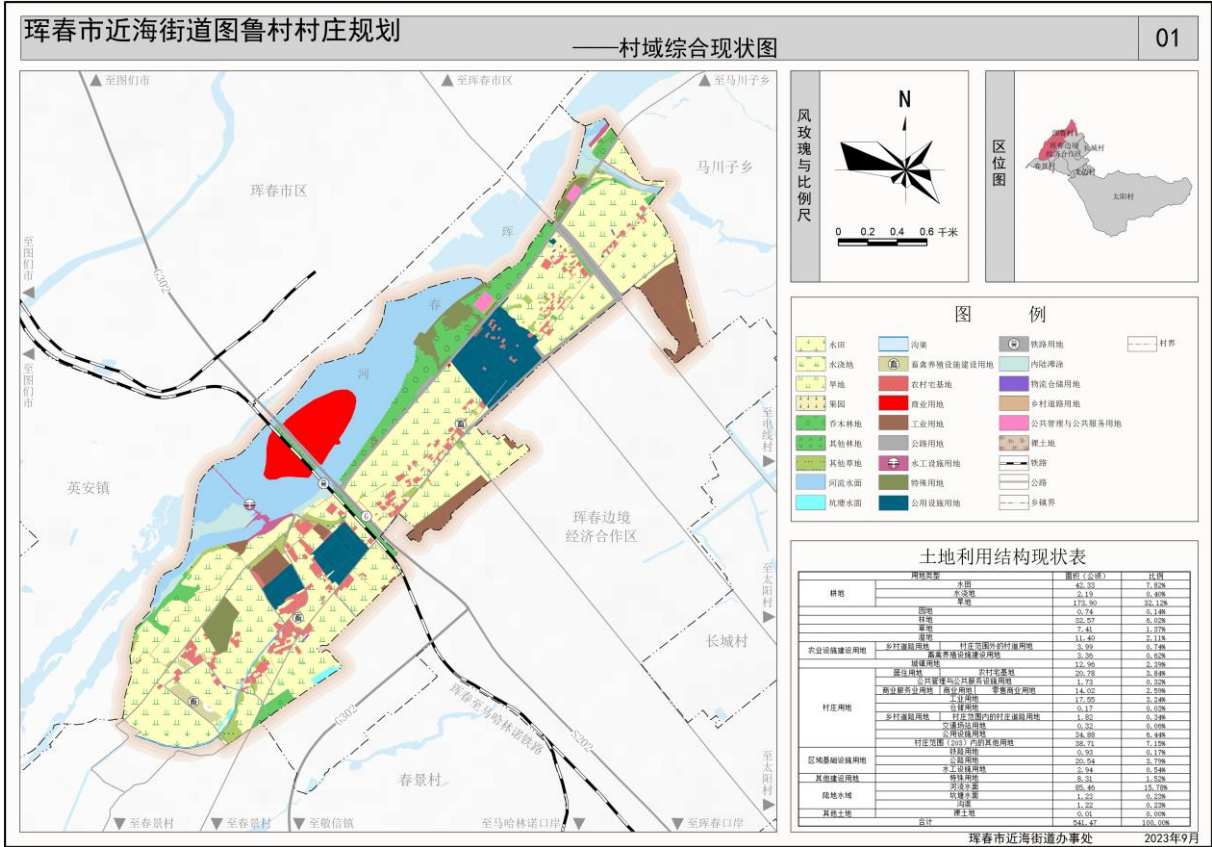 珲春市近海街道图鲁村村庄规划
——村域综合现状图
01
至图们市
至珲春市区
至马川子乡
马川子乡
珲春市区
珲
春
河
至图们市
至图们市
G302
英安镇
珲春边境
经济合作区
至电线村
至太阳村
长城村
至太阳村
G302
S202
珲春至马哈林诺铁路
春景村
至春景村
至春景村
至敬信镇
至马哈林诺口岸
至珲春口岸
风玫瑰与比例尺
N
0 0.2 0.4 0.6 千米
区位图
图鲁村
珲春边境
经济合作区
长城村
春景村
太阳村
图 例
水田
水浇地
旱地
果园
乔木林地
其他林地
其他草地
河流水面
坑塘水面
沟渠
畜禽养殖设施建设用地
农村宅基地
商业用地
工业用地
公路用地
水工设施用地
特殊用地
公用设施用地
铁路用地
内陆滩涂
物流仓储用地
乡村道路用地
公共管理与公共服务用地
裸土地
铁路
公路
乡镇界
村界
土地利用结构现状表
用地类型 面积（公顷） 比例
耕地 水田 42.33 7.82%
水浇地 2.19 0.40%
旱地 173.90 32.12%
园地 0.74 0.14%
林地 32.57 6.02%
草地 7.41 1.37%
湿地 11.40 2.11%
农业设施建设用地 乡村道路用地 村庄范围外的村道用地 3.99 0.74%
畜禽养殖设施建设用地 3.36 0.62%
城镇用地 12.96 2.39%
村庄用地 居住用地 农村宅基地 20.78 3.84%
公共管理与公共服务设施用地 1.73 0.32%
商业服务业用地 商业用地 零售商业用地 14.02 2.59%
工业用地 17.55 3.24%
仓储用地 0.17 0.03%
乡村道路用地 村庄范围内的村庄道路用地 1.82 0.34%
交通场站用地 0.32 0.06%
公用设施用地 34.88 6.44%
村庄范围（203）内的其他用地 38.71 7.15%
区域基础设施用地 铁路用地 0.93 0.17%
公路用地 20.54 3.79%
水工设施用地 2.94 0.54%
其他建设用地 特殊用地 8.31 1.52%
陆地水域 河流水面 85.46 15.78%
坑塘水面 1.23 0.23%
沟渠 1.22 0.23%
其他土地 裸土地 0.01 0.00%
合计 541.47 100.00%
珲春市近海街道办事处 2023年9月